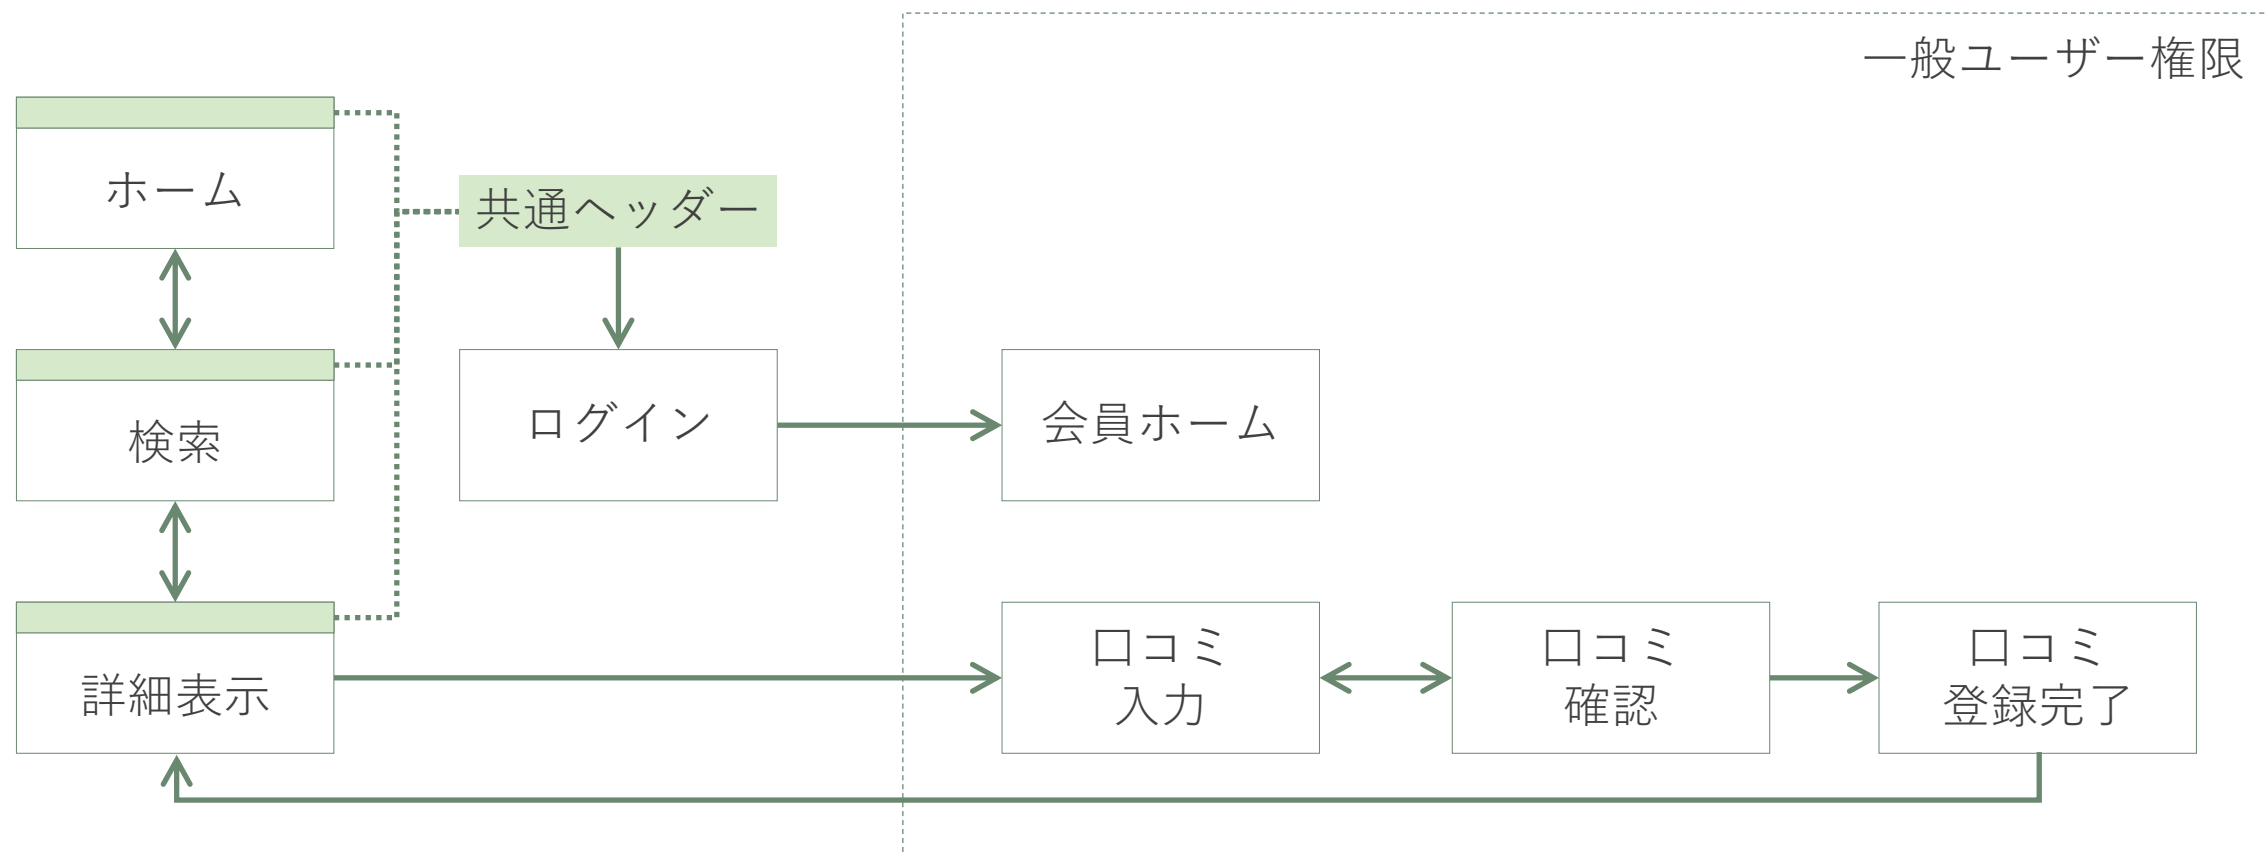 一般ユーザー権限
ホーム
共通ヘッダー
検索
ログイン
会員ホーム
詳細表示
口コミ
入力
口コミ
確認
口コミ
登録完了